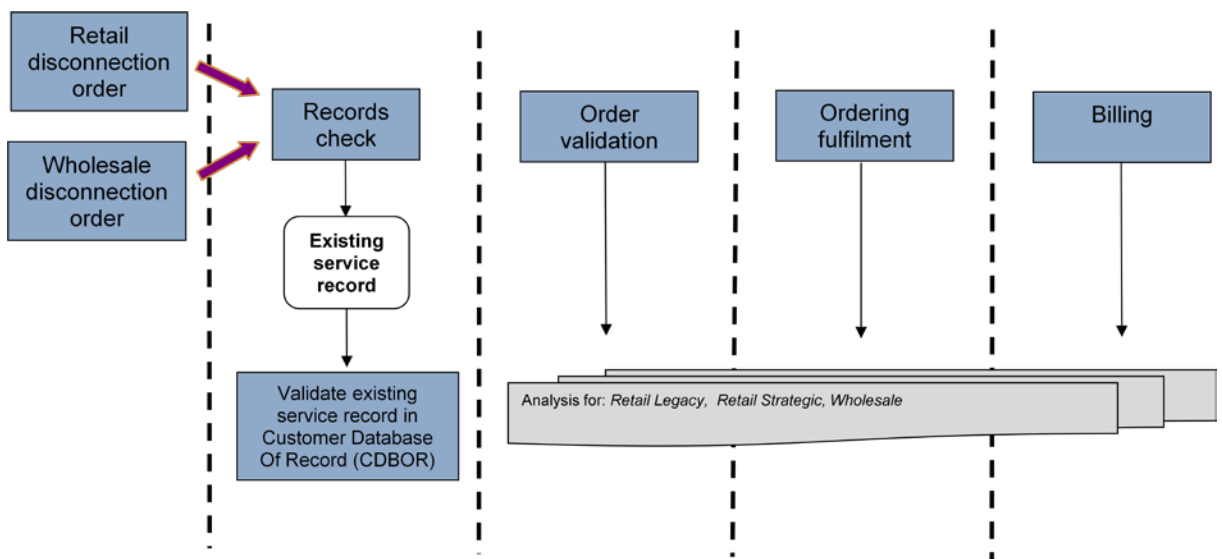 Retail
disconnection
order
Wholesale
disconnection
order
Records
check
Existing
service
record
Validate existing
service record in
Customer Database
Of Record (CDBOR)
Order
validation
Ordering
fulfilment
Billing
Analysis for: Retail Legacy, Retail Strategic, Wholesale